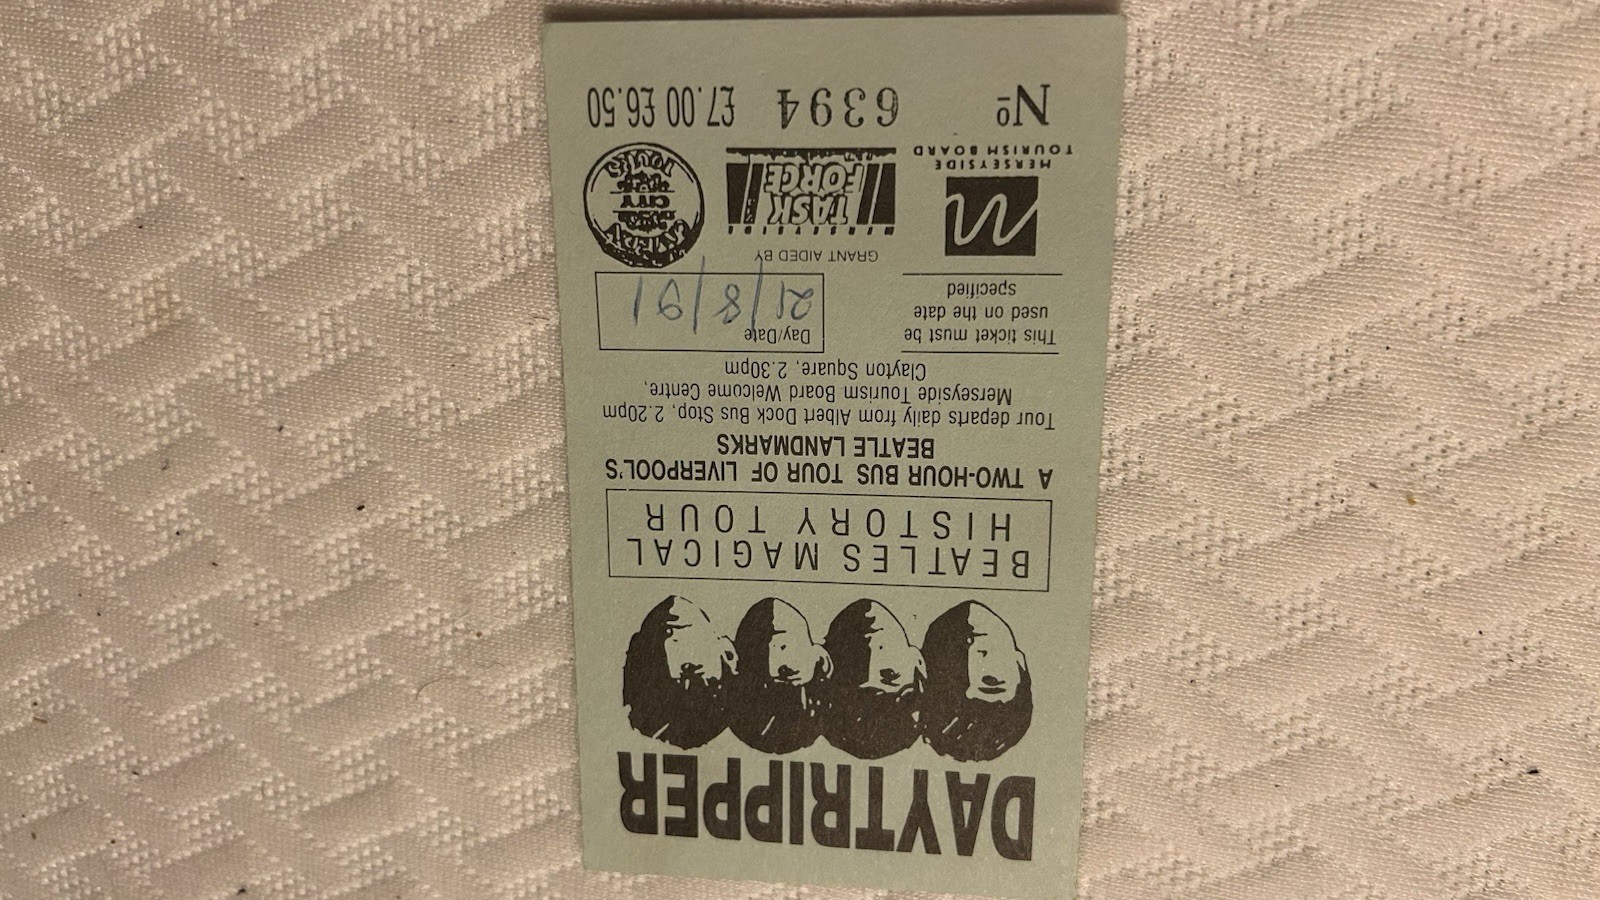 DAYTRIPPER
BEATLES MAGICAL
HISTORY TOUR
A TWO-HOUR BUS TOUR OF LIVERPOOL'S
BEATLE LANDMARKS
Tour departs daily from Albert Dock Bus Stop, 2.20pm
Merseyside Tourism Board Welcome Centre,
Clayton Square, 2.30pm
This ticket must be
used on the date
specified
Day/Date
21/8/91
MERSEYSIDE
TOURISM BOARD
GRANT AIDED BY
MERSEYSIDE
TASK
FORCE
CAVERN
CITY
TOURS
Nº 6394 £7.00 £6.50